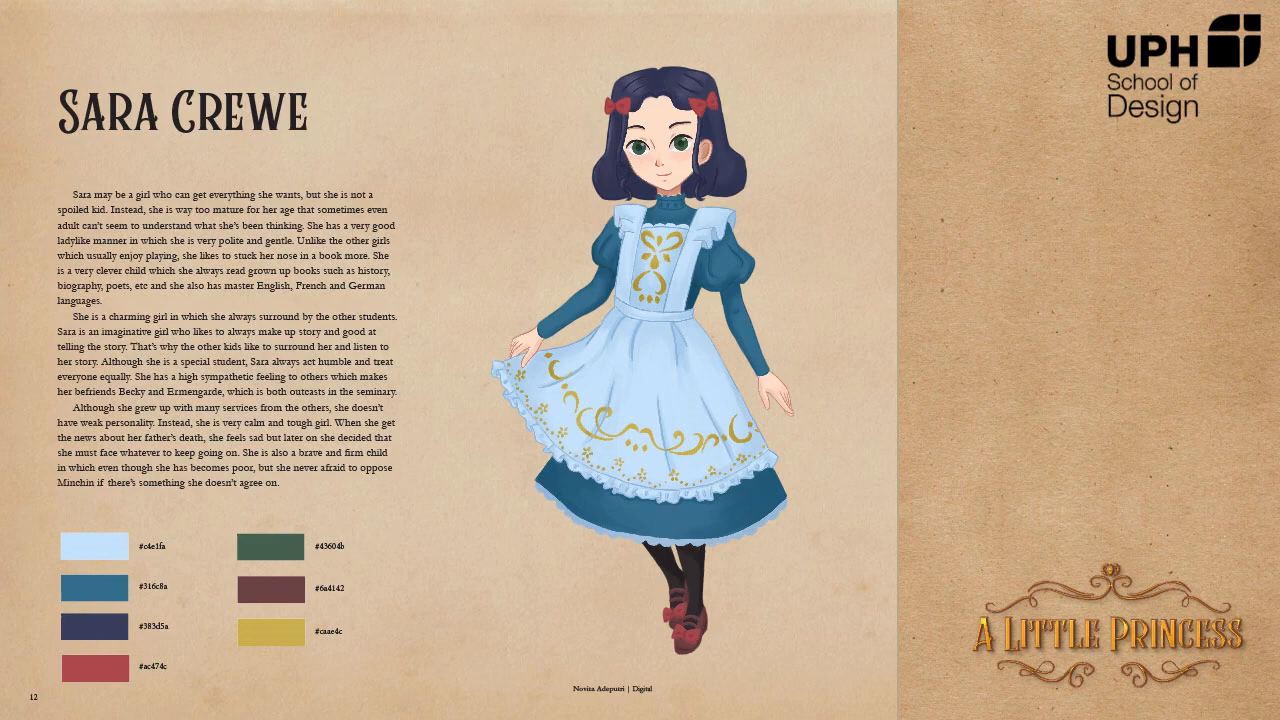 UPH
School of
Design
SARA CREWE
Sara may be a girl who can get everything she wants, but she is not a
spoiled kid. Instead, she is way too mature for her age that sometimes even
adult can't seem to understand what she's been thinking. She has a very good
ladylike manner in which she is very polite and gentle. Unlike the other girls
which usually enjoy playing, she likes to stuck her nose in a book more. She
is a very clever child which she always read grown up books such as history,
biography, poets, etc and she also has master English, French and German
languages.
She is a charming girl in which she always surround by the other students.
Sara is an imaginative girl who likes to always make up story and good at
telling the story. That's why the other kids like to surround her and listen to
her story. Although she is a special student, Sara always act humble and treat
everyone equally. She has a high sympathetic feeling to others which makes
her befriends Becky and Ermengarde, which is both outcasts in the seminary.
Although she grew up with many services from the others, she doesn't
have weak personality. Instead, she is very calm and tough girl. When she get
the news about her father's death, she feels sad but later on she decided that
she must face whatever to keep going on. She is also a brave and firm child
in which even though she has becomes poor, but she never afraid to oppose
Minchin if there's something she doesn't agree on.
#c4e1fa
#316c8a
#383d5a
#ac474c
#43604b
#6a4142
#caae4c
12
Novita Adeputri | Digital
A LITTLE PRINCESS